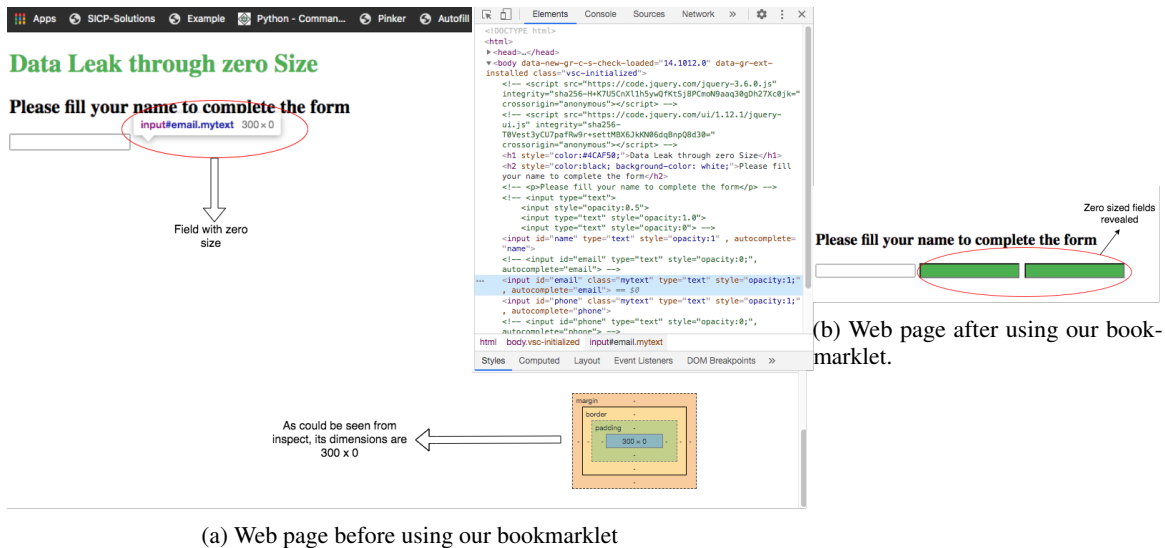 Apps SICP-Solutions Example Python - Comman... Pinker Autofill
Data Leak through zero Size
Please fill your name to complete the form
input#email.mytext 300 × 0
Field with zero
size
As could be seen from
inspect, its dimensions are
300 x 0
Elements Console Sources Network »
<!DOCTYPE html>
<html>
<head>…</head>
<body data-new-gr-c-s-check-loaded="14.1012.0" data-gr-ext-
installed class="vsc-initialized">
<!-- <script src="https://code.jquery.com/jquery-3.6.0.js"
integrity="sha256-H+K7U5CnXl1h5ywQfKtSj8PCmoN9aaq30gDh27Xc0jk="
crossorigin="anonymous"></script> -->
<!-- <script src="https://code.jquery.com/ui/1.12.1/jquery-
ui.js" integrity="sha256-
T0Vest3yCU7pafRw9r+settMBX6JkKN06dqBnpQ8d30="
crossorigin="anonymous"></script> -->
<h1 style="color:#4CAF50;">Data Leak through zero Size</h1>
<h2 style="color:black; background-color: white;">Please fill
your name to complete the form</h2>
<!-- <p>Please fill your name to complete the form</p> -->
<!-- <input type="text">
<input style="opacity:0.5">
<input type="text" style="opacity:1.0">
<input type="text" style="opacity:0"> -->
<input id="name" type="text" style="opacity:1" , autocomplete=
"name">
<!-- <input id="email" type="text" style="opacity:0;",
autocomplete="email"> -->
... <input id="email" class="mytext" type="text" style="opacity:1;"
, autocomplete="email"> == $0
<input id="phone" class="mytext" type="text" style="opacity:1;"
, autocomplete="phone">
<!-- <input id="phone" type="text" style="opacity:0;",
autocomplete="phone"> -->
html body.vsc-initialized input#email.mytext
Styles Computed Layout Event Listeners DOM Breakpoints »
margin -
border -
padding -
- - - 300 × 0 - - -
-
-
-
(a) Web page before using our bookmarklet
Zero sized fields
revealed
Please fill your name to complete the form
(b) Web page after using our book-
marklet.